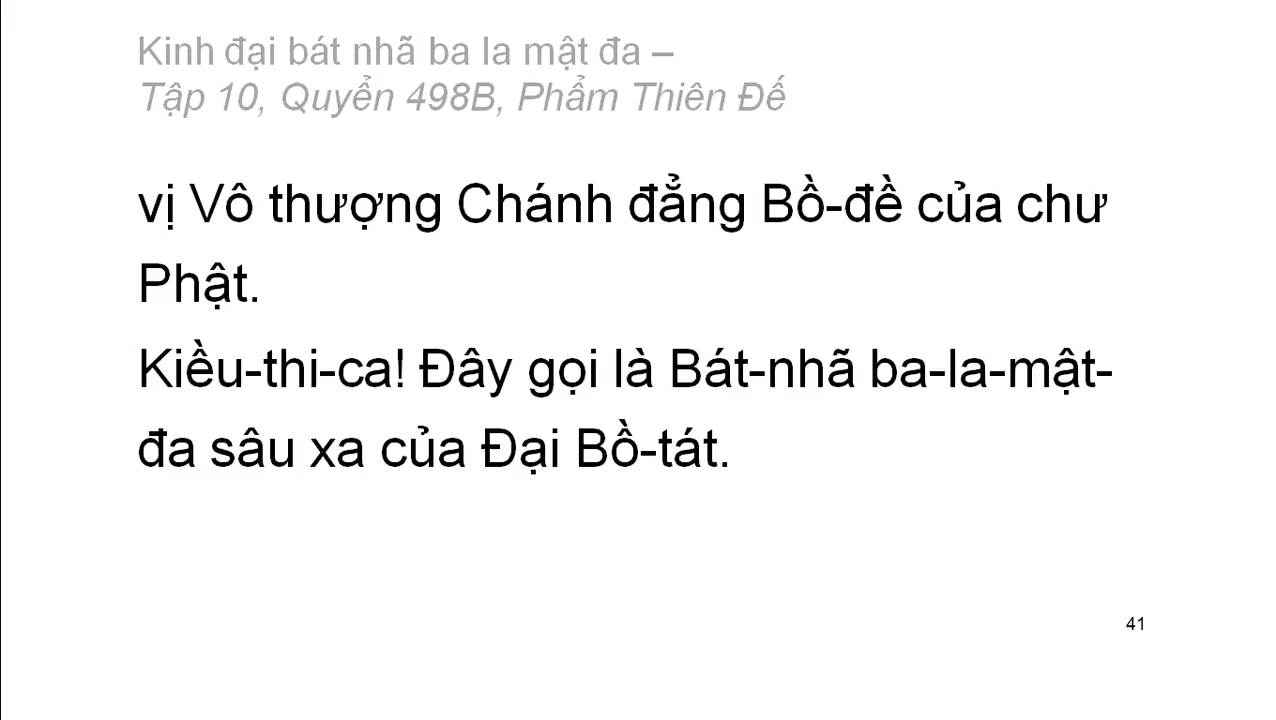 Kinh đại bát nhã ba la mật đa –
Tập 10, Quyển 498B, Phẩm Thiên Đế
vị Vô thượng Chánh đẳng Bồ-đề của chư
Phật.
Kiều-thi-ca! Đây gọi là Bát-nhã ba-la-mật-
đa sâu xa của Đại Bồ-tát.
41